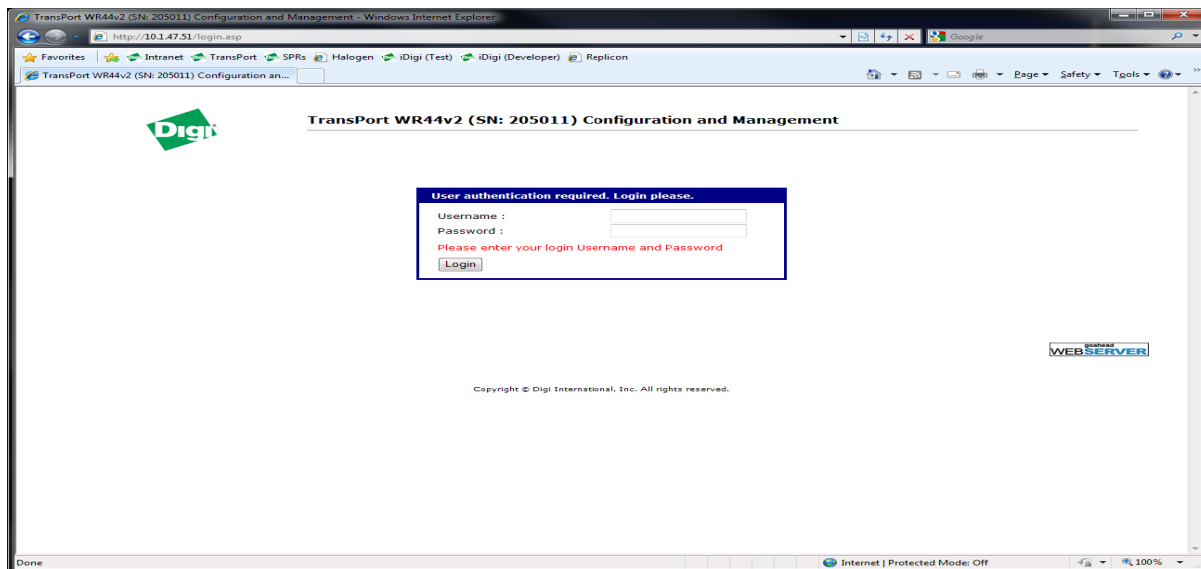 TransPort WR44v2 (SN: 205011) Configuration and Management - Windows Internet Explorer
http://10.1.47.51/login.asp
Google
Favorites Intranet TransPort SPRs Halogen iDigi (Test) iDigi (Developer) Replicon
TransPort WR44v2 (SN: 205011) Configuration an...
Page Safety Tools
Digi
TransPort WR44v2 (SN: 205011) Configuration and Management
User authentication required. Login please.
Username :
Password :
Please enter your login Username and Password
Login
goahead
WEBSERVER
Copyright © Digi International, Inc. All rights reserved.
Done Internet | Protected Mode: Off 100%